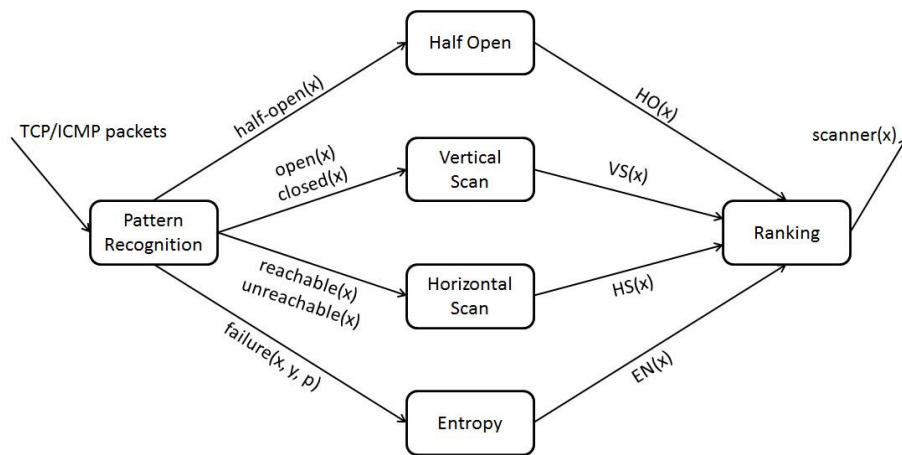 TCP/ICMP packets
Pattern
Recognition
half-open(x)
open(x)
closed(x)
reachable(x)
unreachable(x)
failure(x, y, p)
Half Open
Vertical
Scan
Horizontal
Scan
Entropy
HO(x)
VS(x)
HS(x)
EN(x)
Ranking
scanner(x)